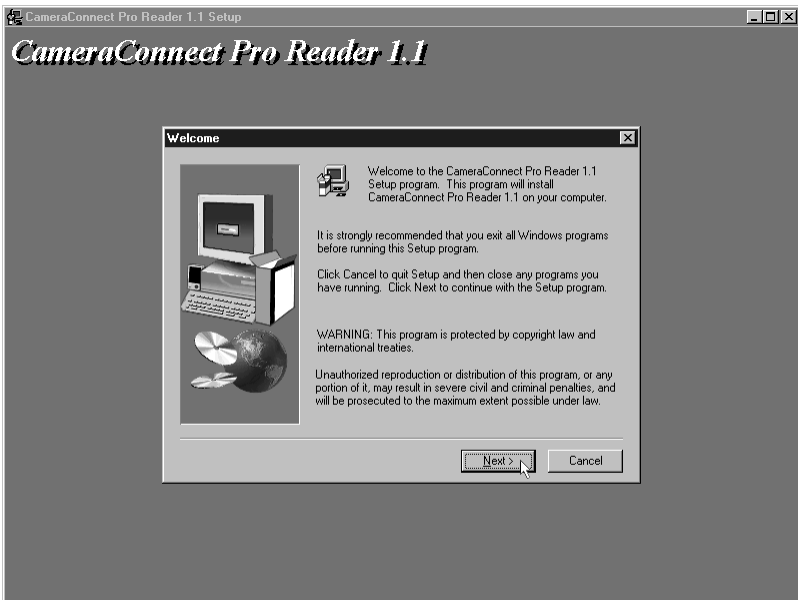 CameraConnect Pro Reader 1.1 Setup
CameraConnect Pro Reader 1.1
Welcome
Welcome to the CameraConnect Pro Reader 1.1
Setup program.  This program will install
CameraConnect Pro Reader 1.1 on your computer.
It is strongly recommended that you exit all Windows programs
before running this Setup program.
Click Cancel to quit Setup and then close any programs you
have running.  Click Next to continue with the Setup program.
WARNING: This program is protected by copyright law and
international treaties.
Unauthorized reproduction or distribution of this program, or any
portion of it, may result in severe civil and criminal penalties, and
will be prosecuted to the maximum extent possible under law.
Next > Cancel